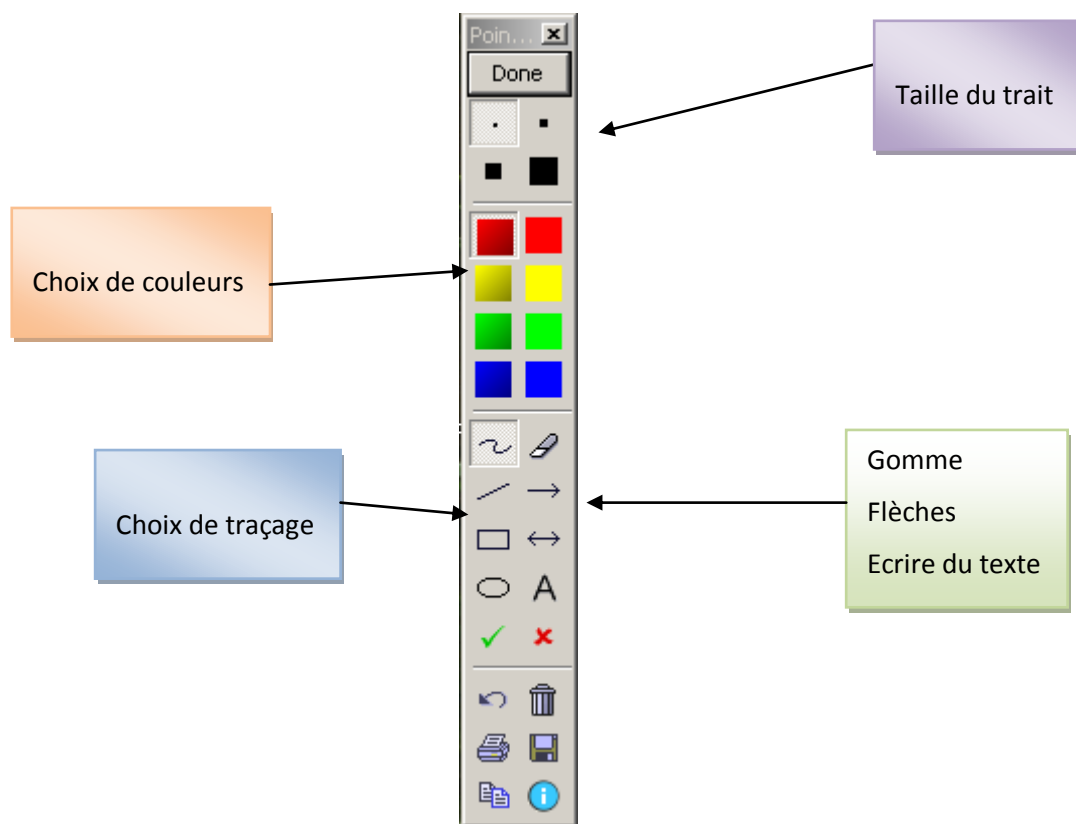 Poin...
Done
Taille du trait
Choix de couleurs
Choix de traçage
Gomme
Flèches
Ecrire du texte
A